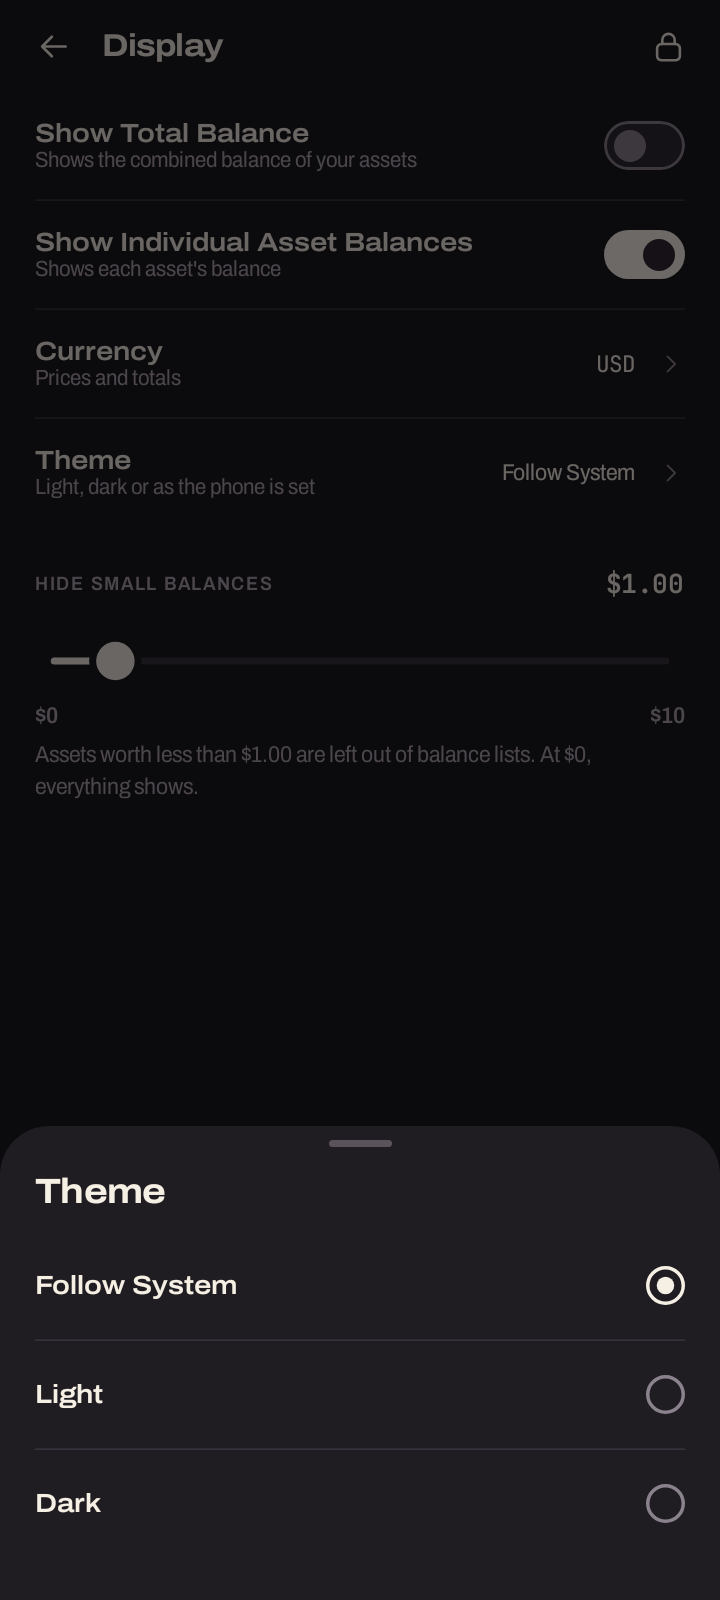 Display
Show Total Balance
Shows the combined balance of your assets
Show Individual Asset Balances
Shows each asset's balance
Currency
Prices and totals
USD
Theme
Light, dark or as the phone is set
Follow System
HIDE SMALL BALANCES
$1.00
$0
$10
Assets worth less than $1.00 are left out of balance lists. At $0,
everything shows.
Theme
Follow System
Light
Dark